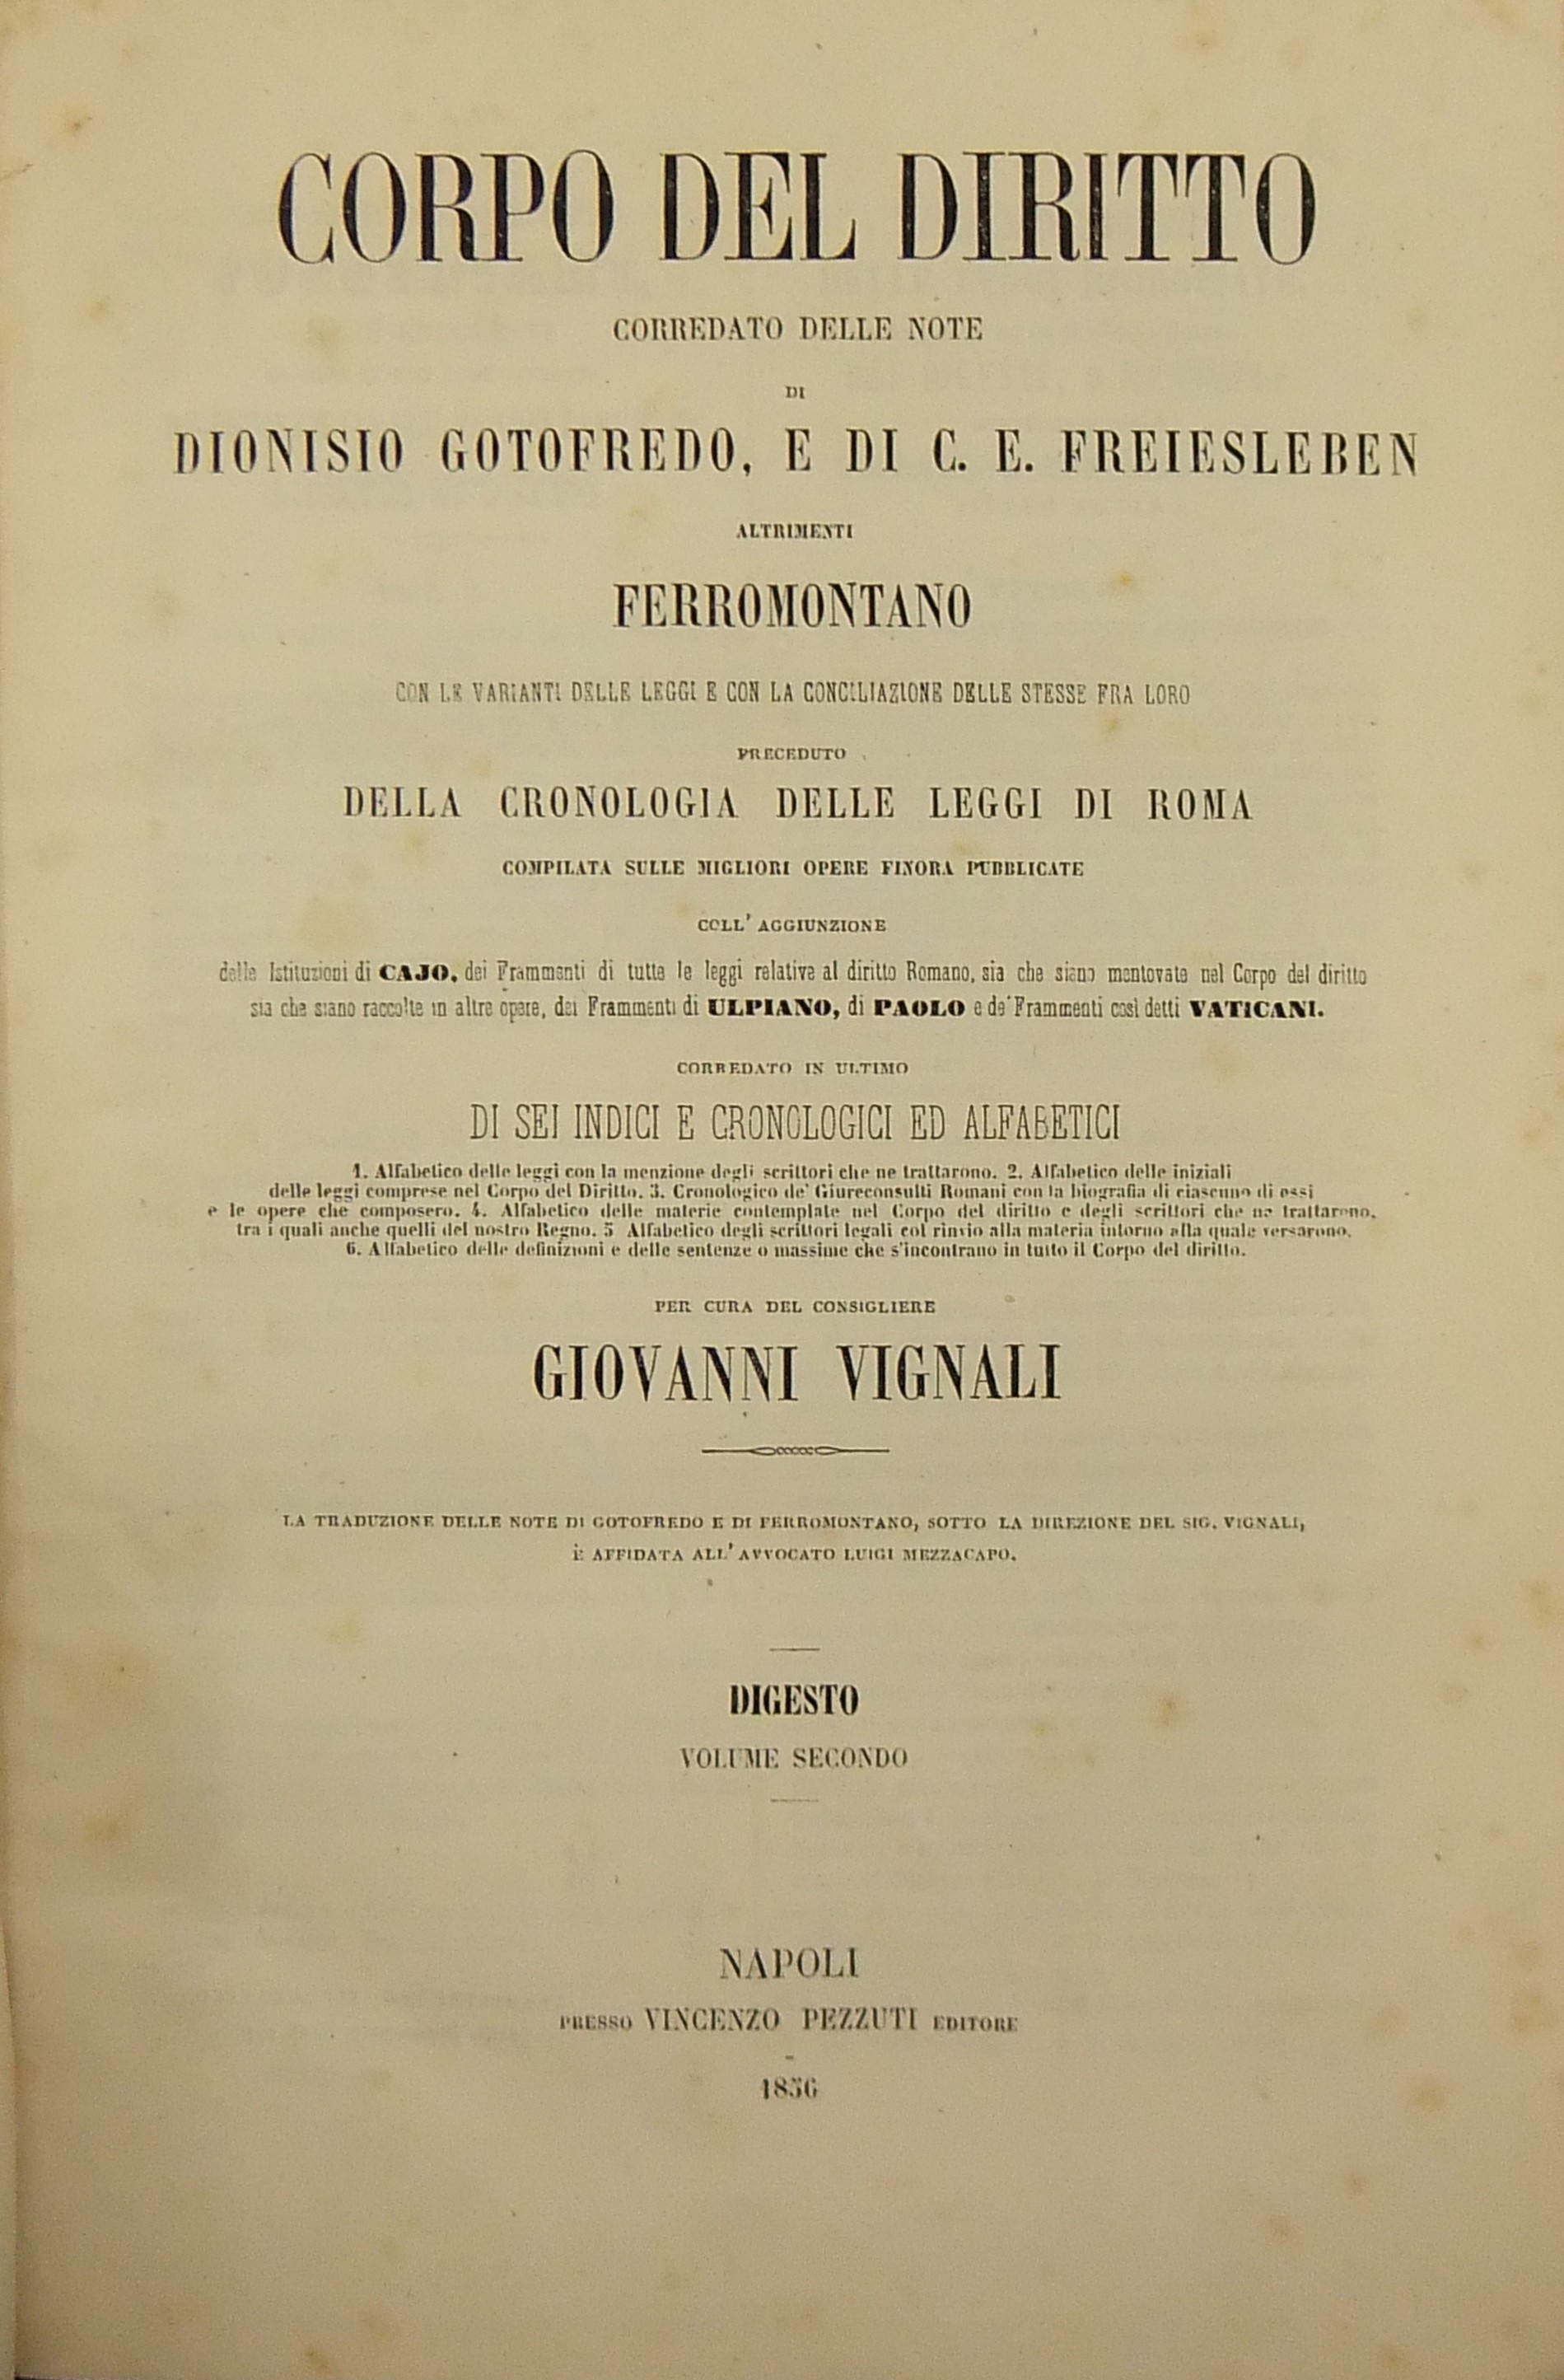 CORPO DEL DIRITTO
CORREDATO DELLE NOTE
DI
DIONISIO GOTOFREDO, E DI C. E. FREIESLEBEN
ALTRIMENTI
FERROMONTANO
CON LE VARIANTI DELLE LEGGI E CON LA CONCILIAZIONE DELLE STESSE FRA LORO
PRECEDUTO
DELLA CRONOLOGIA DELLE LEGGI DI ROMA
COMPILATA SULLE MIGLIORI OPERE FINORA PUBBLICATE
COLL' AGGIUNZIONE
delle Istituzioni di CAJO, dei Frammenti di tutte le leggi relative al diritto Romano, sia che sieno mentovate nel Corpo del diritto
sia che siano raccolte in altre opere, dei Frammenti di ULPIANO, di PAOLO e de' Frammenti così detti VATICANI.
CORREDATO IN ULTIMO
DI SEI INDICI E CRONOLOGICI ED ALFABETICI
1. Alfabetico delle leggi con la menzione degli scrittori che ne trattarono. 2. Alfabetico delle iniziali
delle leggi comprese nel Corpo del Diritto. 3. Cronologico de' Giureconsulti Romani con la biografia di ciascuno di essi
e le opere che composero. 4. Alfabetico delle materie contemplate nel Corpo del diritto e degli scrittori che ne trattarono,
tra i quali anche quelli del nostro Regno. 5 Alfabetico degli scrittori legali col rinvio alla materia intorno alla quale versarono.
6. Alfabetico delle definizioni e delle sentenze o massime che s'incontrano in tutto il Corpo del diritto.
PER CURA DEL CONSIGLIERE
GIOVANNI VIGNALI
LA TRADUZIONE DELLE NOTE DI GOTOFREDO E DI FERROMONTANO, SOTTO LA DIREZIONE DEL SIG. VIGNALI,
È AFFIDATA ALL' AVVOCATO LUIGI MEZZACAPO.
DIGESTO
VOLUME SECONDO
NAPOLI
PRESSO VINCENZO PEZZUTI EDITORE
1856